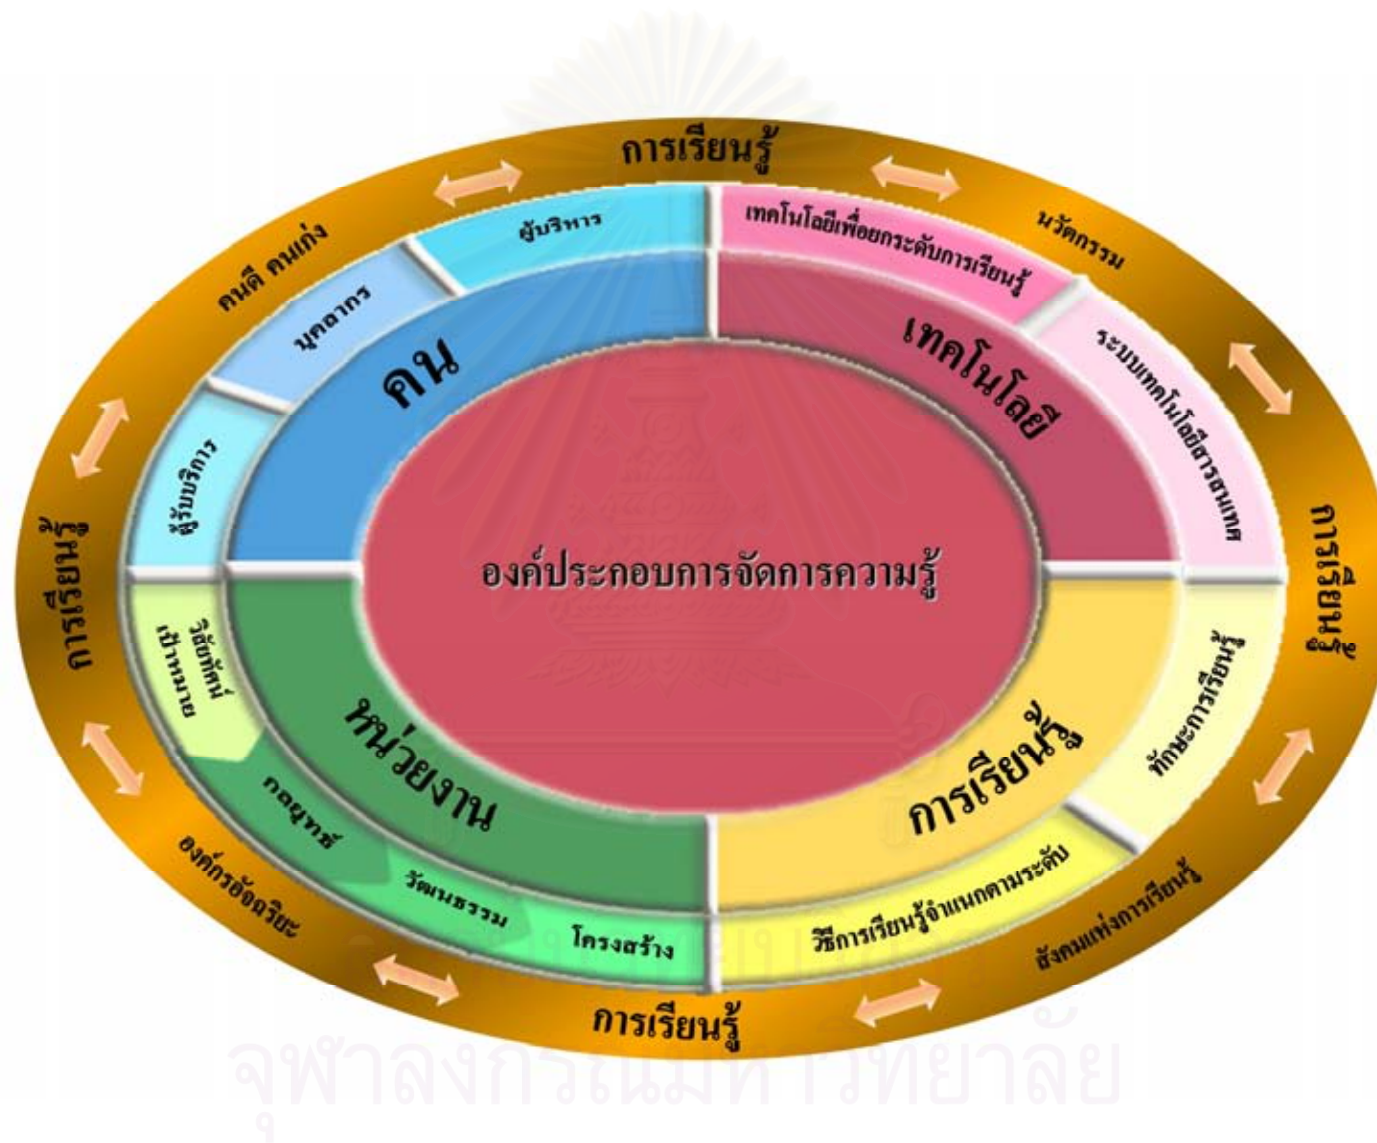 การเรียนรู้
นวัตกรรม
คนดี คนเก่ง
ผู้บริหาร
เทคโนโลยีเพื่อยกระดับการเรียนรู้
บุคลากร
คน
เทคโนโลยี
ระบบเทคโนโลยีสารสนเทศ
ผู้รับบริการ
การเรียนรู้
องค์ประกอบการจัดการความรู้
การเรียนรู้
วิสัยทัศน์
เป้าหมาย
หน่วยงาน
การเรียนรู้
ทักษะการเรียนรู้
กลยุทธ์
วัฒนธรรม
โครงสร้าง
วิธีการเรียนรู้จำแนกตามระดับ
องค์กรอัจฉริยะ
สังคมแห่งการเรียนรู้
การเรียนรู้
จุฬาลงกรณ์มหาวิทยาลัย